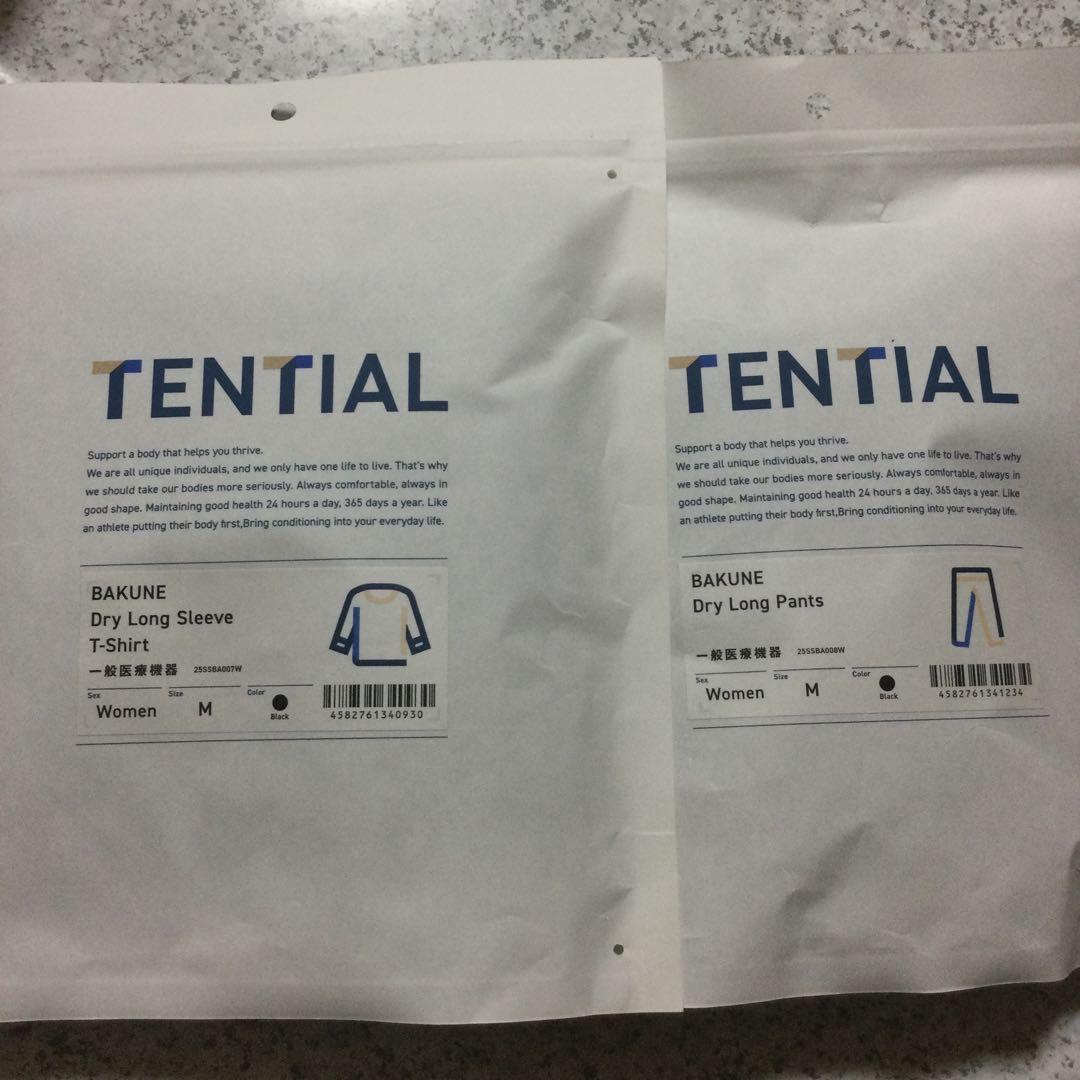 TENTIAL
Support a body that helps you thrive.
We are all unique individuals, and we only have one life to live. That's why
we should take our bodies more seriously. Always comfortable, always in
good shape. Maintaining good health 24 hours a day, 365 days a year. Like
an athlete putting their body first,Bring conditioning into your everyday life.
BAKUNE
Dry Long Sleeve
T-Shirt
一般医療機器 25SSBA007W
Sex Size Color
Women M Black
4582761340930
TENTIAL
Support a body that helps you thrive.
We are all unique individuals, and we only have one life to live. That's why
we should take our bodies more seriously. Always comfortable, always in
good shape. Maintaining good health 24 hours a day, 365 days a year. Like
an athlete putting their body first,Bring conditioning into your everyday life.
BAKUNE
Dry Long Pants
一般医療機器 25SSBA008W
Sex Size Color
Women M Black
4582761341234